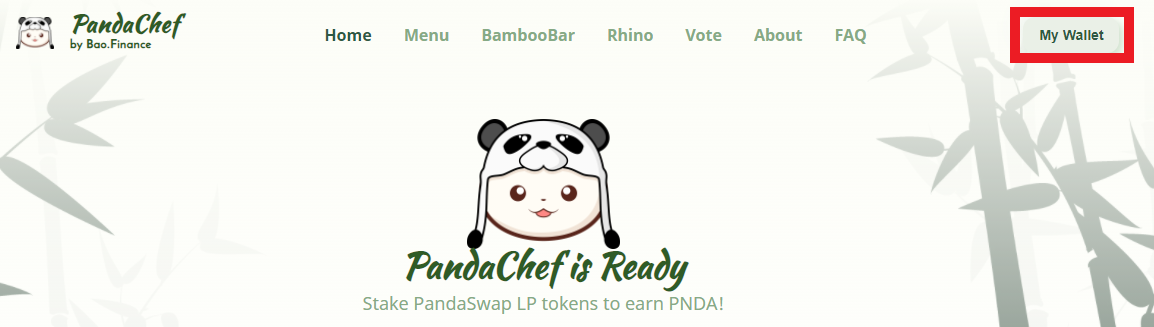 PandaChef
by Bao.Finance
Home Menu BambooBar Rhino Vote About FAQ
My Wallet
PandaChef is Ready
Stake PandaSwap LP tokens to earn PNDA!